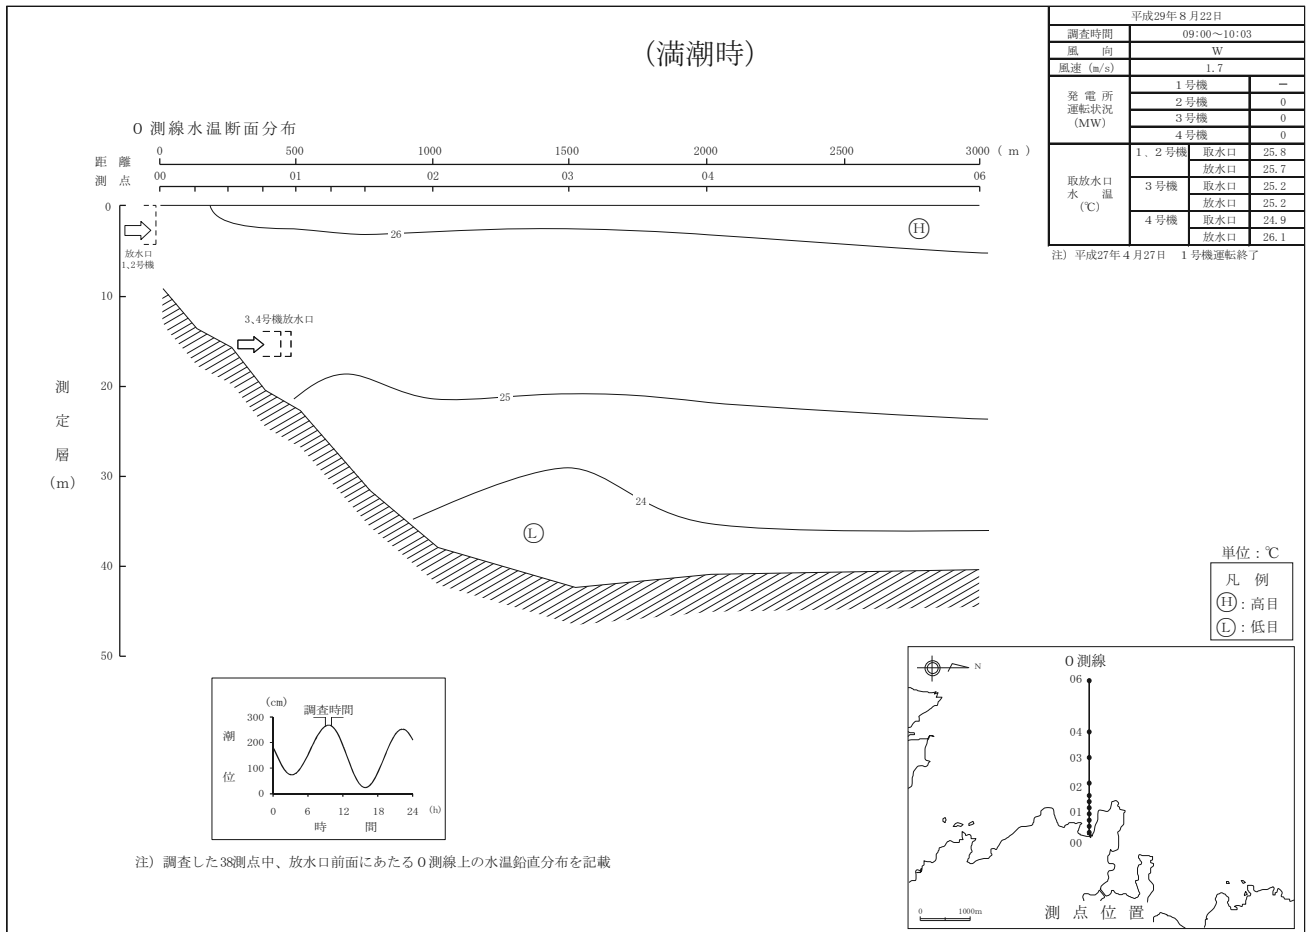 (満潮時)
平成29年8月22日
調査時間 09:00〜10:03
風 向 W
風速 (m/s) 1.7
発 電 所
運転状況
(MW)
1号機 −
2号機 0
3号機 0
4号機 0
取放水口
水 温
(℃)
1、2号機 取水口 25.8
放水口 25.7
3号機 取水口 25.2
放水口 25.2
4号機 取水口 24.9
放水口 26.1
注) 平成27年4月27日 1号機運転終了
0測線水温断面分布
距 離 0 500 1000 1500 2000 2500 3000 (m)
測 点 00 01 02 03 04 06
0
10
20
30
40
50
測
定
層
(m)
放水口
1、2号機
3、4号機放水口
26
H
25
24
L
単位:℃
凡 例
H:高目
L:低目
(cm)
調査時間
潮
位
300
200
100
0
0 6 12 18 24 (h)
時 間
注) 調査した38測点中、放水口前面にあたる0測線上の水温鉛直分布を記載
N
0測線
06
04
03
02
01
00
0 1000m
測 点 位 置